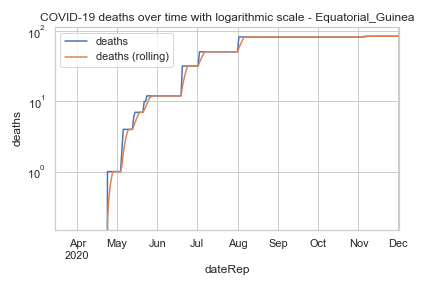 COVID-19 deaths over time with logarithmic scale - Equatorial_Guinea
deaths
deaths (rolling)
10²
10¹
10⁰
deaths
Apr May Jun Jul Aug Sep Oct Nov Dec
2020
dateRep